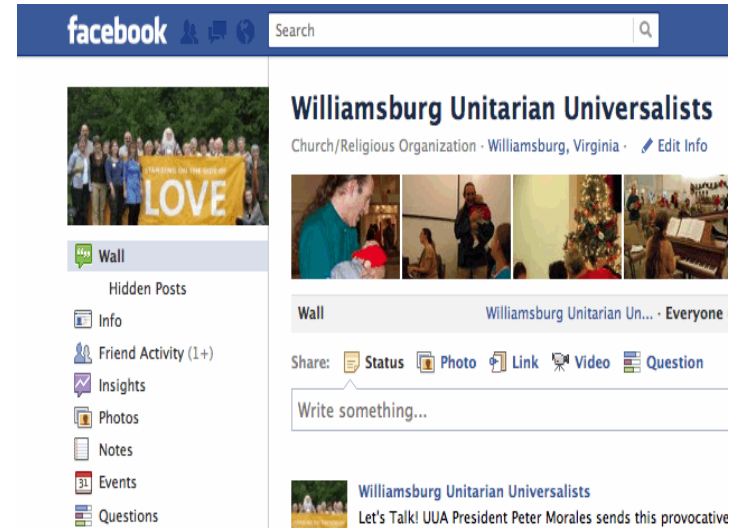 facebook
Search
STANDING ON THE SIDE OF
LOVE
Williamsburg Unitarian Universalists
Church/Religious Organization · Williamsburg, Virginia · Edit Info
Wall
Hidden Posts
Info
Friend Activity (1+)
Insights
Photos
Notes
31 Events
Questions
Wall Williamsburg Unitarian Un... · Everyone
Share: Status Photo Link Video Question
Write something...
Williamsburg Unitarian Universalists
Let's Talk! UUA President Peter Morales sends this provocative